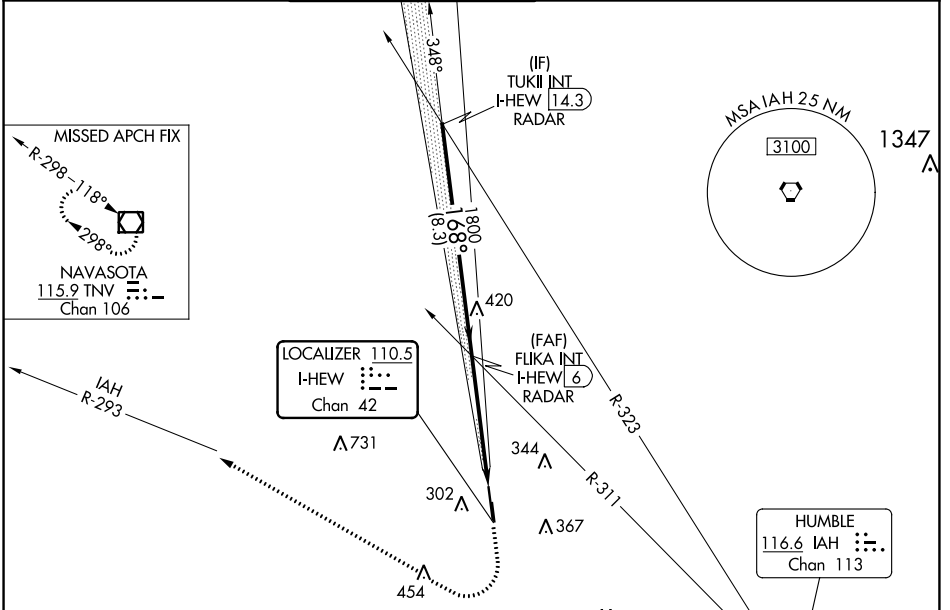 348°
(IF)
TUKII INT
I-HEW 14.3
RADAR
MSA IAH 25 NM
3100
1347
MISSED APCH FIX
R-298
118°
298°
NAVASOTA
115.9 TNV
Chan 106
1800
168°
(8.3)
420
(FAF)
FLIKA INT
I-HEW 6
RADAR
LOCALIZER 110.5
I-HEW
Chan 42
IAH
R-293
R-323
731
344
R-311
302
367
HUMBLE
116.6 IAH
Chan 113
454